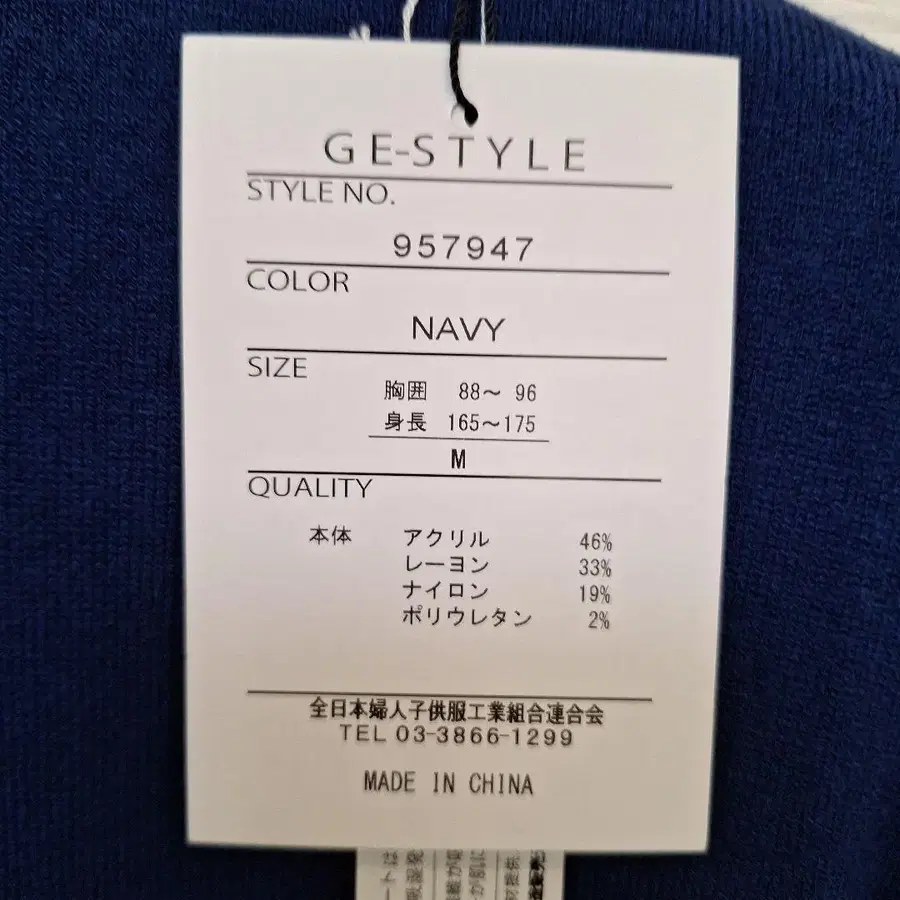 GE-STYLE
STYLE NO.
957947
COLOR
NAVY
SIZE
胸囲 88～ 96
身長 165～175
M
QUALITY
本体 アクリル 46%
レーヨン 33%
ナイロン 19%
ポリウレタン 2%
全日本婦人子供服工業組合連合会
TEL 03-3866-1299
MADE IN CHINA